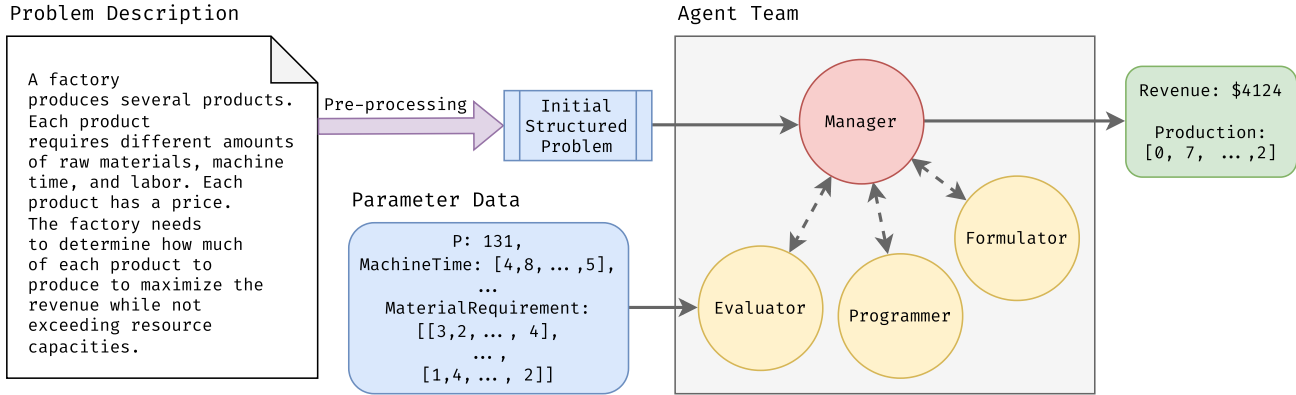 Problem Description
A factory
produces several products.
Each product
requires different amounts
of raw materials, machine
time, and labor. Each
product has a price.
The factory needs
to determine how much
of each product to
produce to maximize the
revenue while not
exceeding resource
capacities.
Pre-processing
Initial
Structured
Problem
Parameter Data
P: 131,
MachineTime: [4,8,...,5],
...
MaterialRequirement:
[[3,2,..., 4],
...,
[1,4,..., 2]]
Agent Team
Manager
Formulator
Evaluator
Programmer
Revenue: $4124
Production:
[0, 7, ...,2]